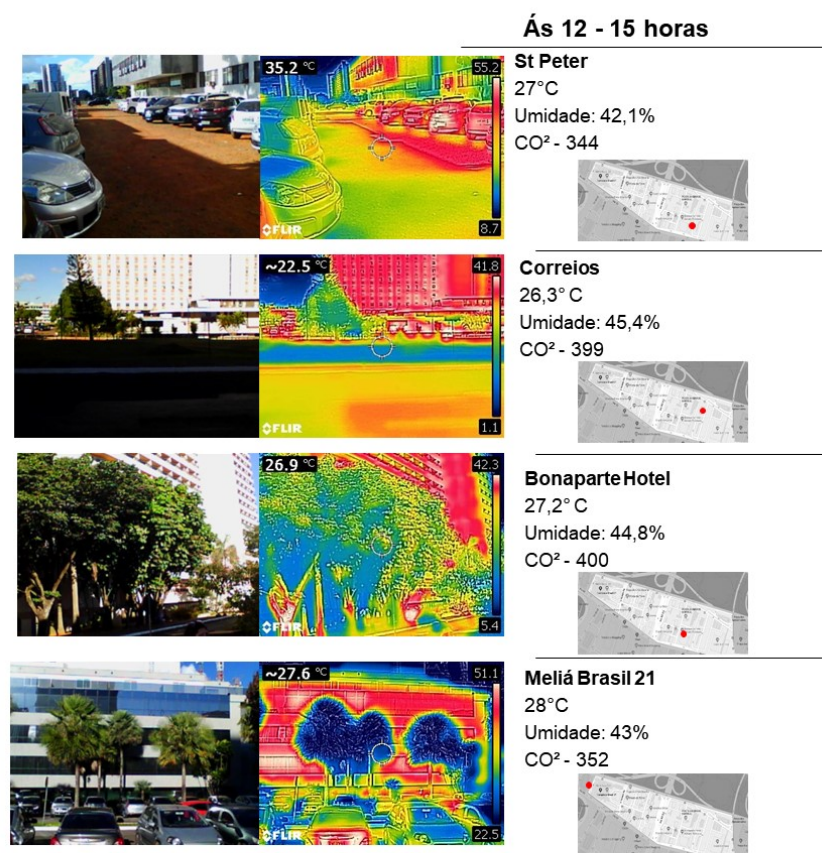 Ás 12 - 15 horas
35.2 °C
55.2
8.7
FLIR
St Peter
27°C
Umidade: 42,1%
CO² - 344
~22.5 °C
41.8
1.1
FLIR
Correios
26,3° C
Umidade: 45,4%
CO² - 399
26.9 °C
42.3
5.4
FLIR
Bonaparte Hotel
27,2° C
Umidade: 44,8%
CO² - 400
~27.6 °C
51.1
22.5
FLIR
Meliá Brasil 21
28°C
Umidade: 43%
CO² - 352